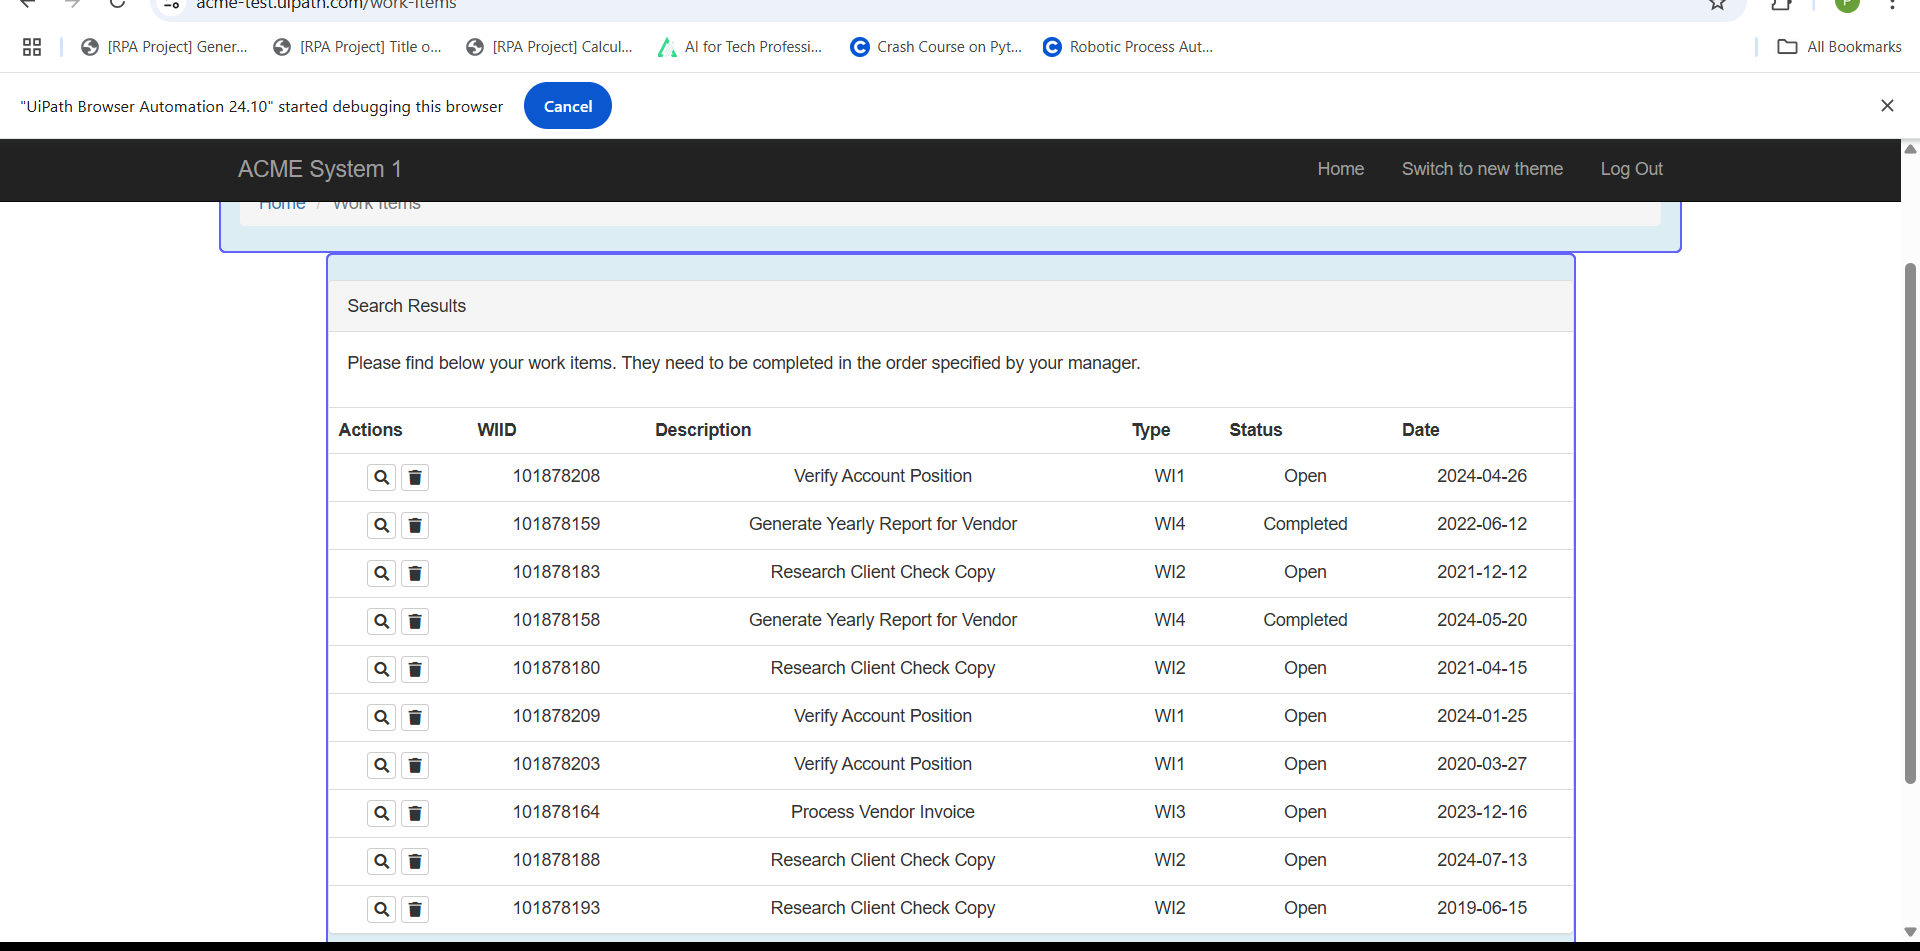 acme-test.uipath.com/work-items
[RPA Project] Gener...
[RPA Project] Title o...
[RPA Project] Calcul...
AI for Tech Professi...
Crash Course on Pyt...
Robotic Process Aut...
All Bookmarks
"UiPath Browser Automation 24.10" started debugging this browser
Cancel
ACME System 1
Home
Switch to new theme
Log Out
Home / Work Items
Search Results
Please find below your work items. They need to be completed in the order specified by your manager.
Actions WIID Description Type Status Date
101878208 Verify Account Position WI1 Open 2024-04-26
101878159 Generate Yearly Report for Vendor WI4 Completed 2022-06-12
101878183 Research Client Check Copy WI2 Open 2021-12-12
101878158 Generate Yearly Report for Vendor WI4 Completed 2024-05-20
101878180 Research Client Check Copy WI2 Open 2021-04-15
101878209 Verify Account Position WI1 Open 2024-01-25
101878203 Verify Account Position WI1 Open 2020-03-27
101878164 Process Vendor Invoice WI3 Open 2023-12-16
101878188 Research Client Check Copy WI2 Open 2024-07-13
101878193 Research Client Check Copy WI2 Open 2019-06-15